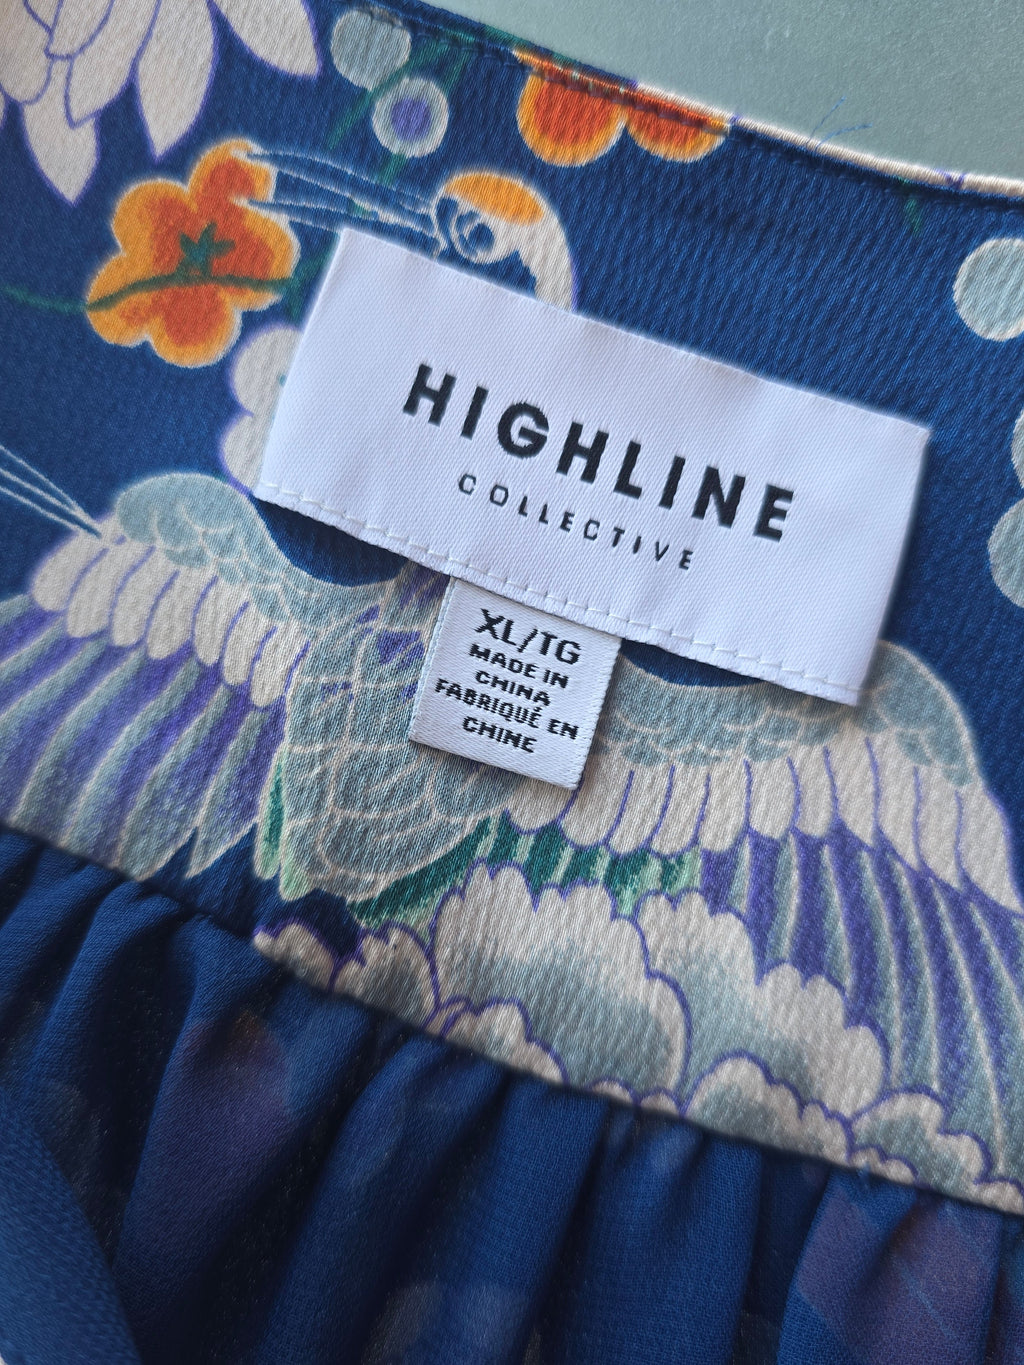 HIGHLINE
COLLECTIVE
XL/TG
MADE IN
CHINA
FABRIQUÉ EN
CHINE